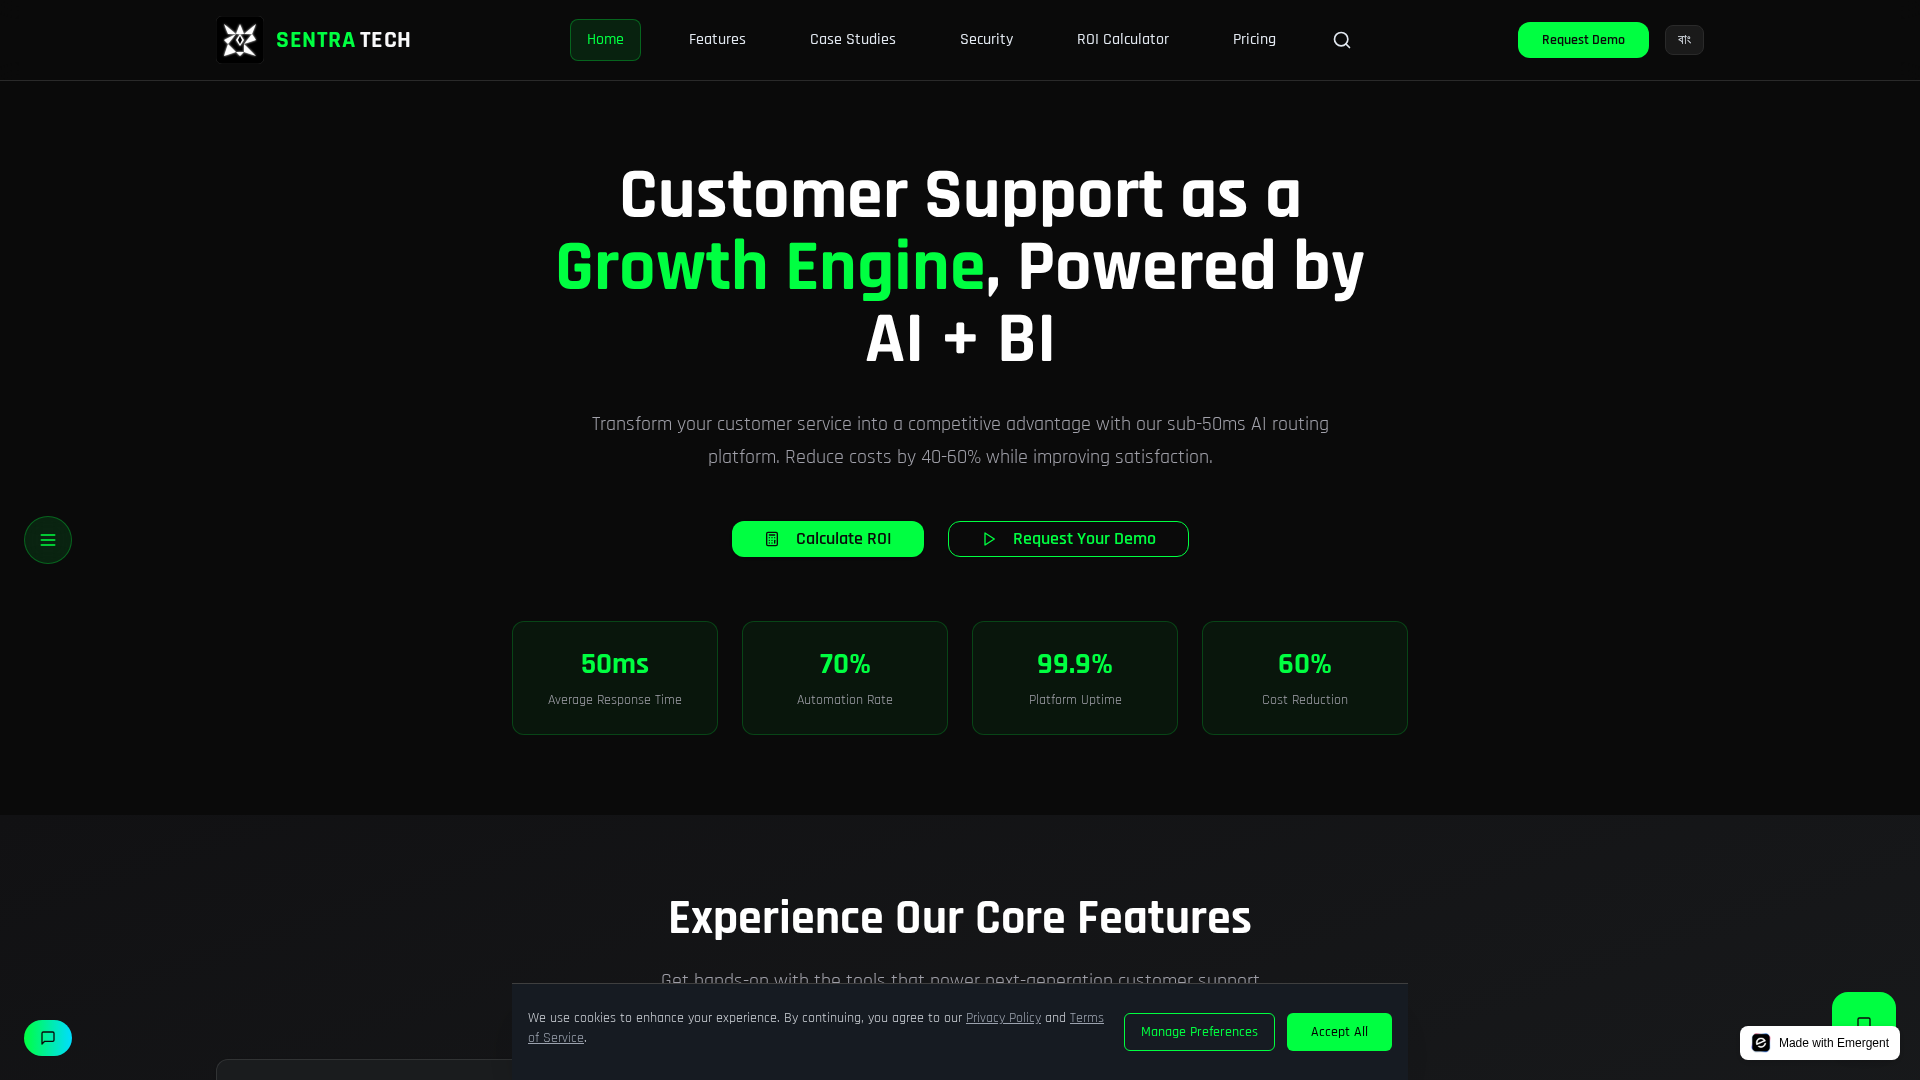 SENTRA TECH
Home
Features
Case Studies
Security
ROI Calculator
Pricing
Request Demo
বাং
Customer Support as a
Growth Engine, Powered by
AI + BI
Transform your customer service into a competitive advantage with our sub-50ms AI routing
platform. Reduce costs by 40-60% while improving satisfaction.
Calculate ROI
Request Your Demo
50ms
Average Response Time
70%
Automation Rate
99.9%
Platform Uptime
60%
Cost Reduction
Experience Our Core Features
Get hands-on with the tools that power next-generation customer support
We use cookies to enhance your experience. By continuing, you agree to our Privacy Policy and Terms
of Service.
Manage Preferences
Accept All
Made with Emergent